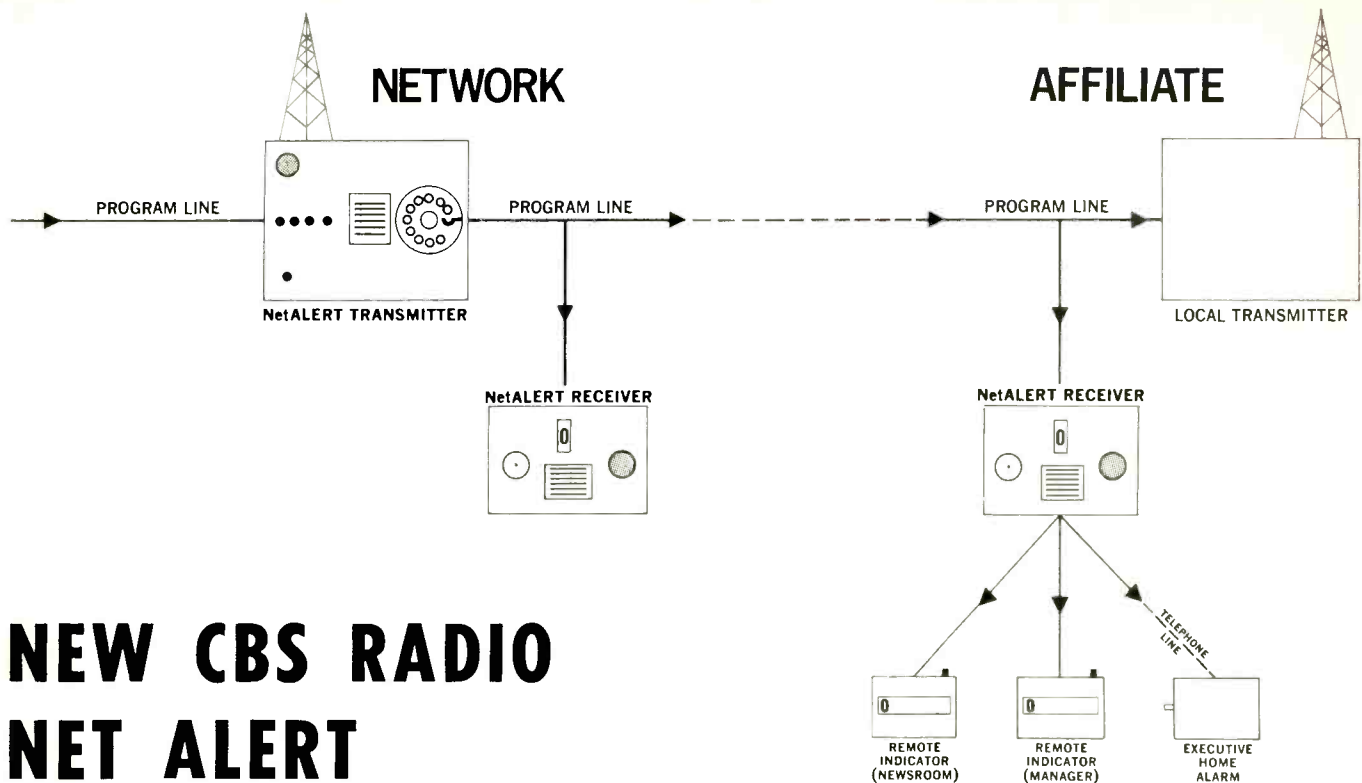 NETWORK
AFFILIATE
PROGRAM LINE
PROGRAM LINE
PROGRAM LINE
NetALERT TRANSMITTER
LOCAL TRANSMITTER
NetALERT RECEIVER
0
NetALERT RECEIVER
0
TELEPHONE
LINE
0
REMOTE
INDICATOR
(NEWSROOM)
0
REMOTE
INDICATOR
(MANAGER)
EXECUTIVE
HOME
ALARM
NEW CBS RADIO
NET ALERT